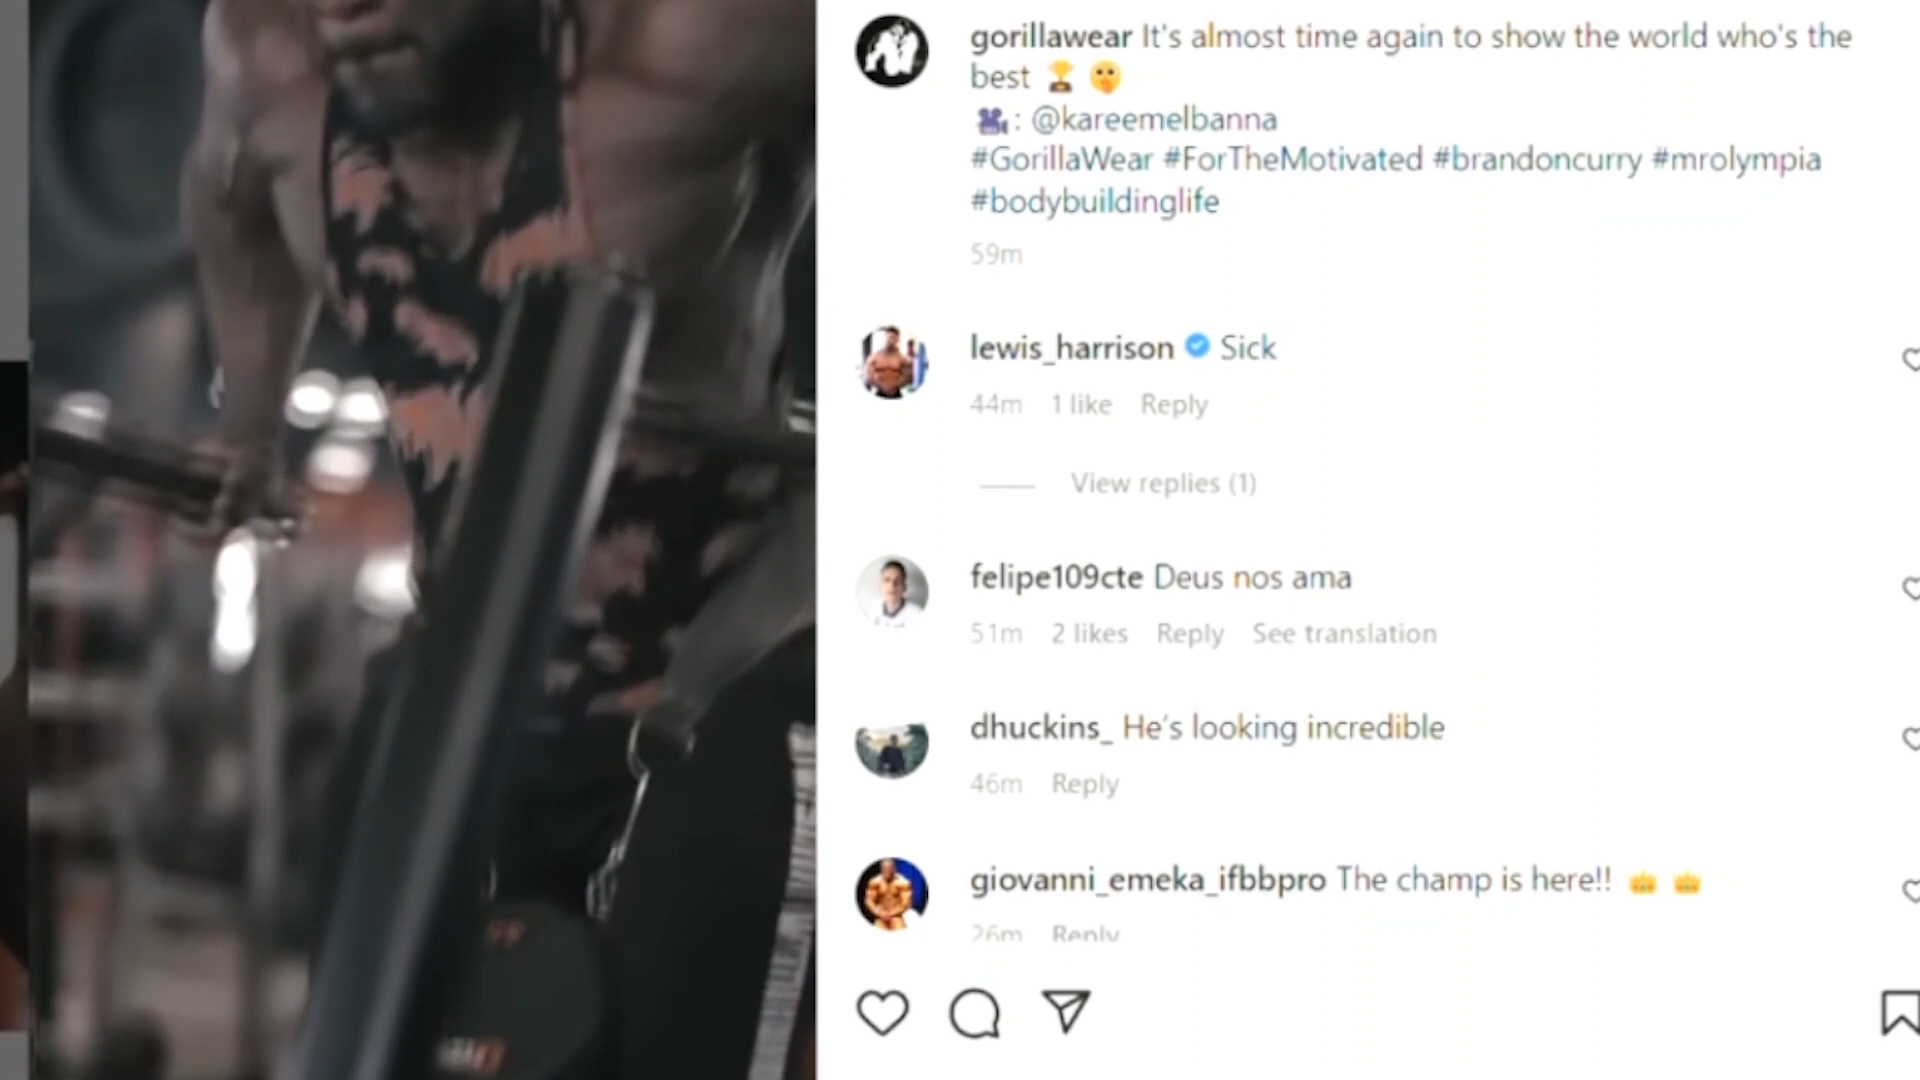 gorillawear It's almost time again to show the world who's the
best 🏆 🤫
🎥: @kareemelbanna
#GorillaWear #ForTheMotivated #brandoncurry #mrolympia
#bodybuildinglife
59m
lewis_harrison Sick
44m 1 like Reply
View replies (1)
felipe109cte Deus nos ama
51m 2 likes Reply See translation
dhuckins_ He's looking incredible
46m Reply
giovanni_emeka_ifbbpro The champ is here!! 👑 👑
26m Reply